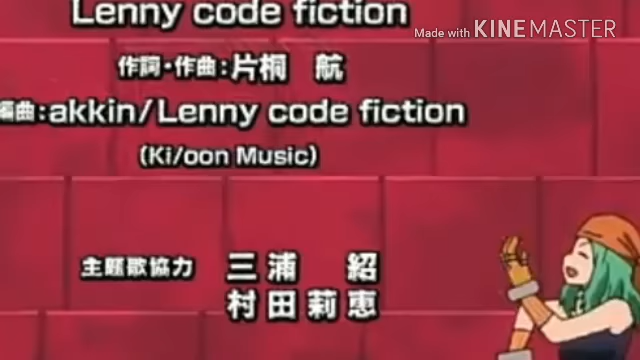 Lenny code fiction
Made with KINEMASTER
作詞・作曲:片桐 航
編曲:akkin/Lenny code fiction
(Ki/oon Music)
主題歌協力 三浦 紹
村田莉恵